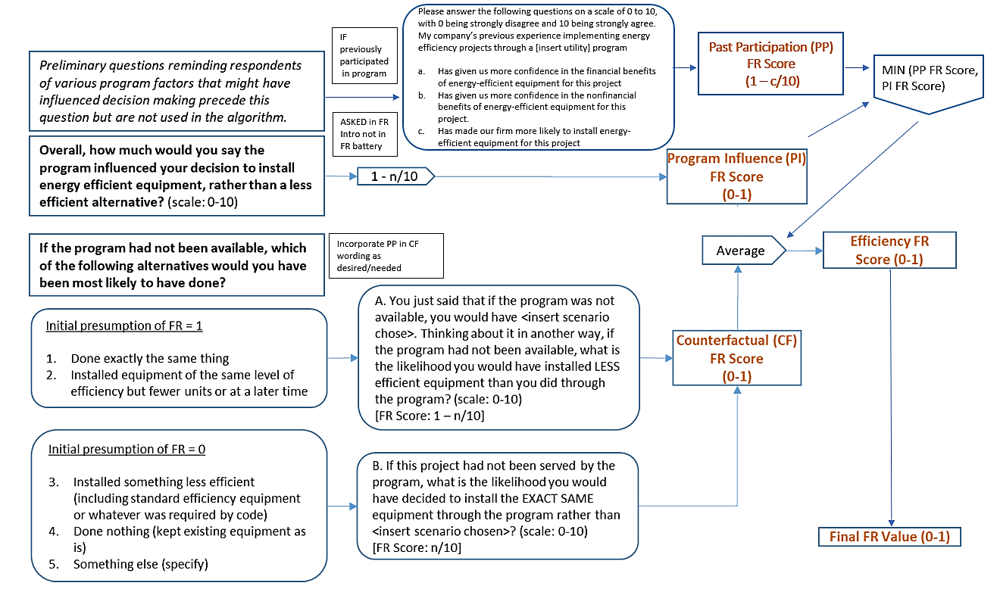 Preliminary questions reminding respondents
of various program factors that might have
influenced decision making precede this
question but are not used in the algorithm.
IF
previously
participated
in program
ASKED in FR
Intro not in
FR battery
Please answer the following questions on a scale of 0 to 10,
with 0 being strongly disagree and 10 being strongly agree.
My company's previous experience implementing energy
efficiency projects through a [insert utility] program
a. Has given us more confidence in the financial benefits
of energy-efficient equipment for this project
b. Has given us more confidence in the nonfinancial
benefits of energy-efficient equipment for this
project.
c. Has made our firm more likely to install energy-
efficient equipment for this project
Past Participation (PP)
FR Score
(1 – c/10)
MIN (PP FR Score,
PI FR Score)
Overall, how much would you say the
program influenced your decision to install
energy efficient equipment, rather than a less
efficient alternative? (scale: 0-10)
1 - n/10
Program Influence (PI)
FR Score
(0-1)
If the program had not been available, which
of the following alternatives would you have
been most likely to have done?
Incorporate PP in CF
wording as
desired/needed
Average
Efficiency FR
Score (0-1)
Initial presumption of FR = 1
1. Done exactly the same thing
2. Installed equipment of the same level of
efficiency but fewer units or at a later time
A. You just said that if the program was not
available, you would have <insert scenario
chose>. Thinking about it in another way, if
the program had not been available, what is
the likelihood you would have installed LESS
efficient equipment than you did through
the program? (scale: 0-10)
[FR Score: 1 – n/10]
Counterfactual (CF)
FR Score
(0-1)
Initial presumption of FR = 0
3. Installed something less efficient
(including standard efficiency equipment
or whatever was required by code)
4. Done nothing (kept existing equipment as
is)
5. Something else (specify)
B. If this project had not been served by the
program, what is the likelihood you would
have decided to install the EXACT SAME
equipment through the program rather than
<insert scenario chosen>? (scale: 0-10)
[FR Score: n/10]
Final FR Value (0-1)